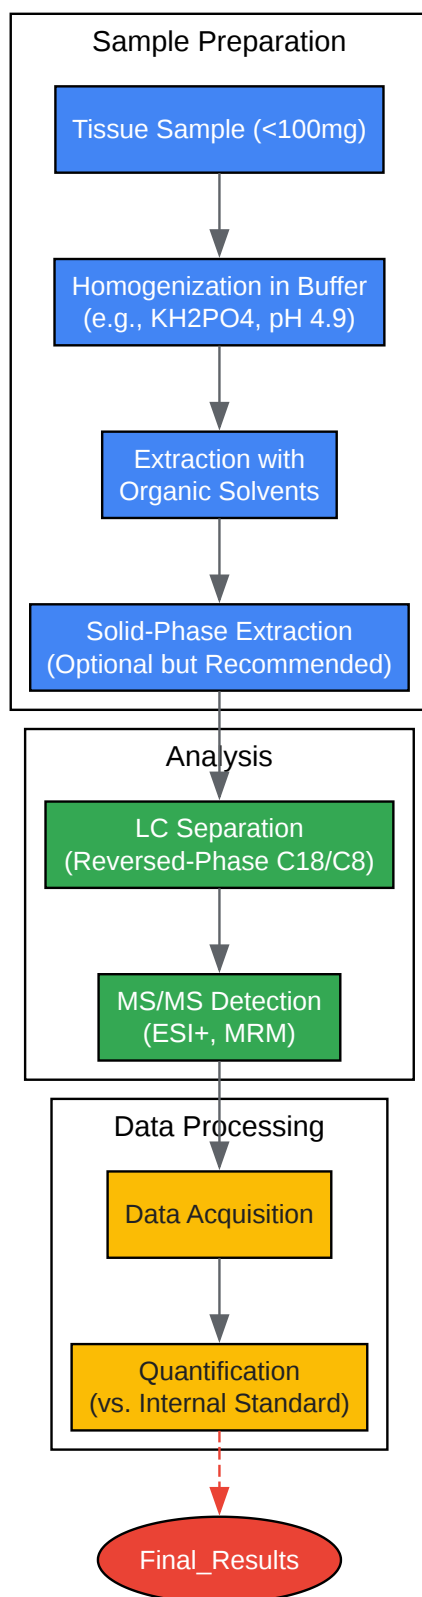 Sample Preparation
Tissue Sample (<100mg)
Homogenization in Buffer
(e.g., KH2PO4, pH 4.9)
Extraction with
Organic Solvents
Solid-Phase Extraction
(Optional but Recommended)
Analysis
LC Separation
(Reversed-Phase C18/C8)
MS/MS Detection
(ESI+, MRM)
Data Processing
Data Acquisition
Quantification
(vs. Internal Standard)
Final_Results